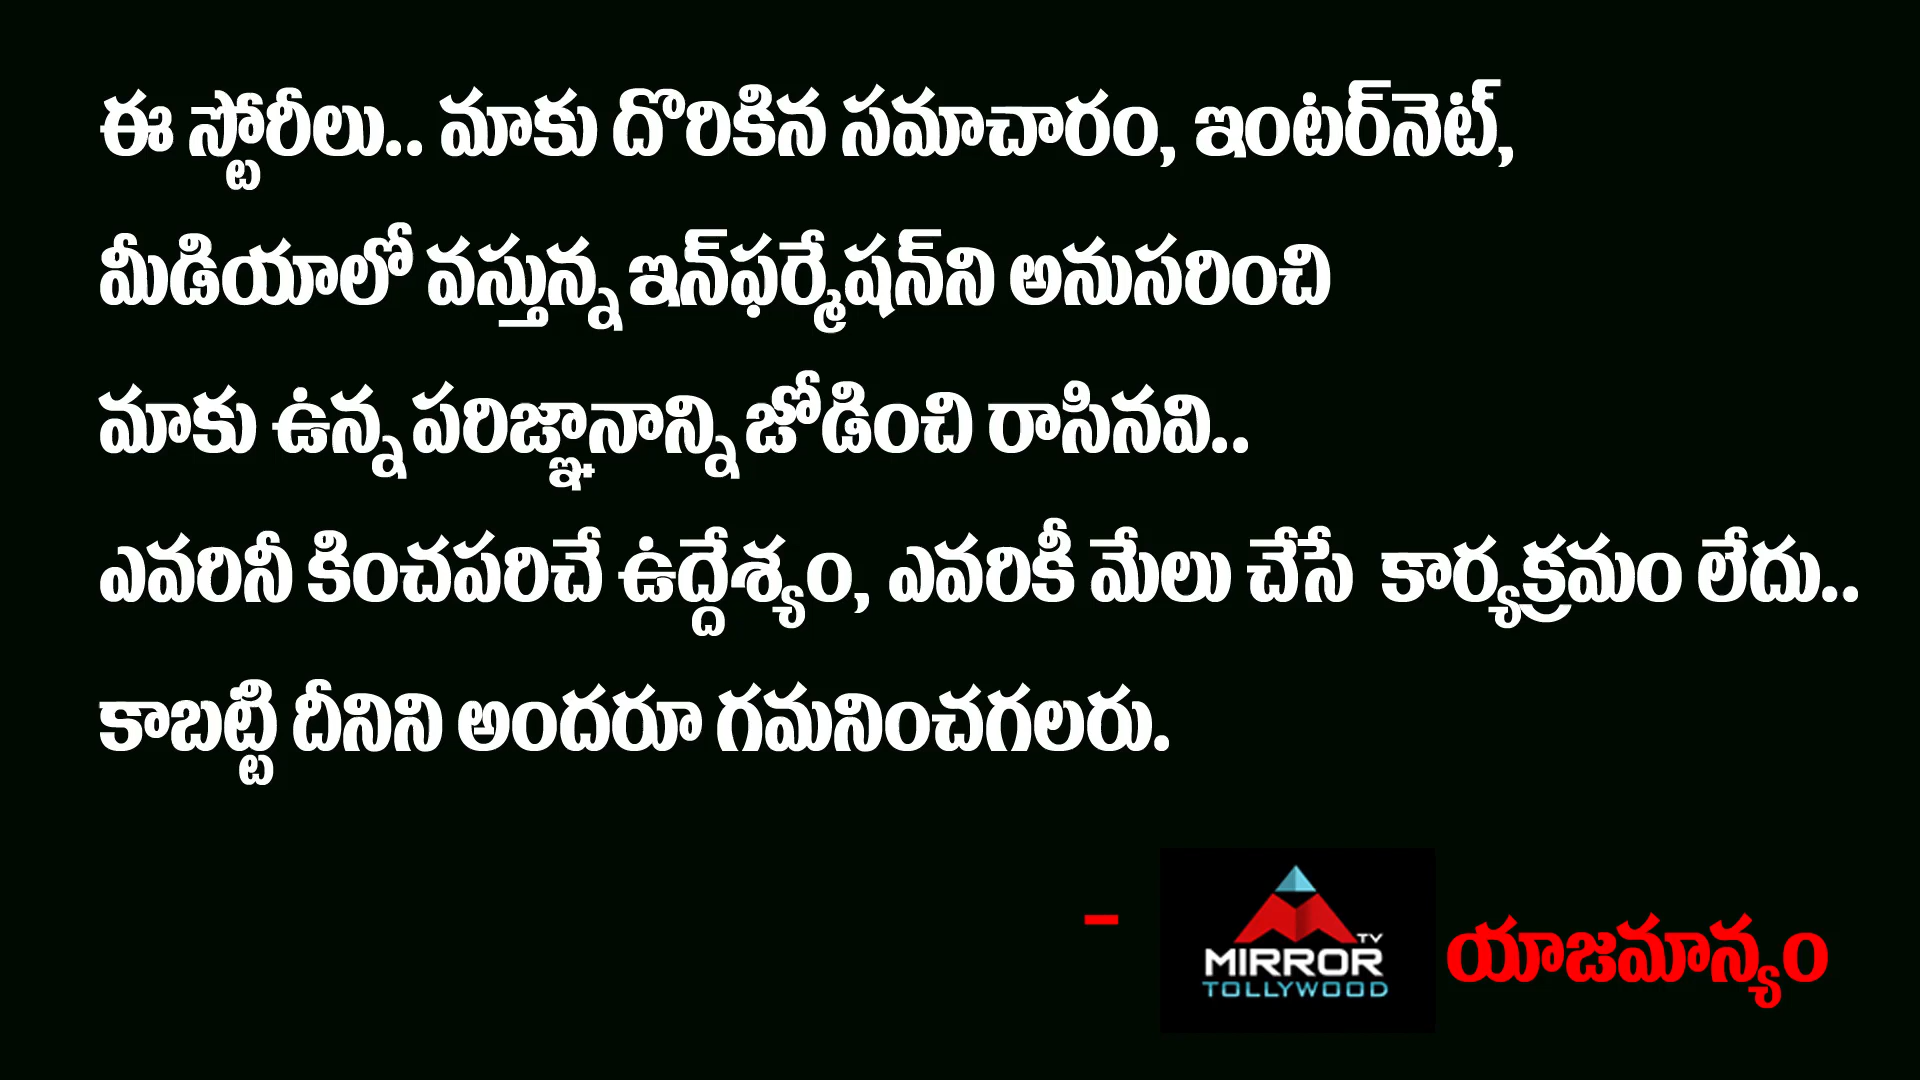 ఈ స్టోరీలు.. మాకు దొరికిన సమాచారం, ఇంటర్‌నెట్,
మీడియాలో వస్తున్న ఇన్‌ఫర్మేషన్‌ని అనుసరించి
మాకు ఉన్న పరిజ్ఞానాన్ని జోడించి రాసినవి..
ఎవరినీ కించపరిచే ఉద్దేశ్యం, ఎవరికీ మేలు చేసే కార్యక్రమం లేదు..
కాబట్టి దీనిని అందరూ గమనించగలరు.
- MIRROR TV TOLLYWOOD యాజమాన్యం